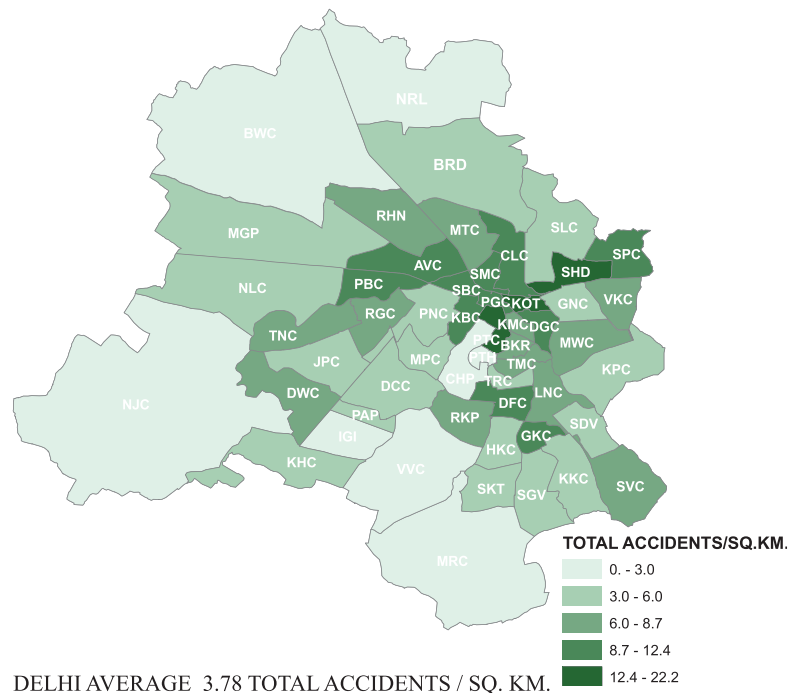 NRL
BWC
BRD
RHN
MTC
SLC
MGP
CLC
SPC
AVC
SMC
SHD
PBC
NLC
SBC
PGC
KOT
GNC
VKC
RGC
PNC
KBC
KMC
DGC
TNC
PTC
BKR
MWC
PTH
JPC
MPC
TMC
KPC
CHP
TRC
DCC
DWC
LNC
NJC
DFC
PAP
RKP
SDV
IGI
GKC
HKC
KHC
VVC
KKC
SKT
SGV
SVC
MRC
TOTAL ACCIDENTS/SQ.KM.
0. - 3.0
3.0 - 6.0
6.0 - 8.7
8.7 - 12.4
12.4 - 22.2
DELHI AVERAGE 3.78 TOTAL ACCIDENTS / SQ. KM.